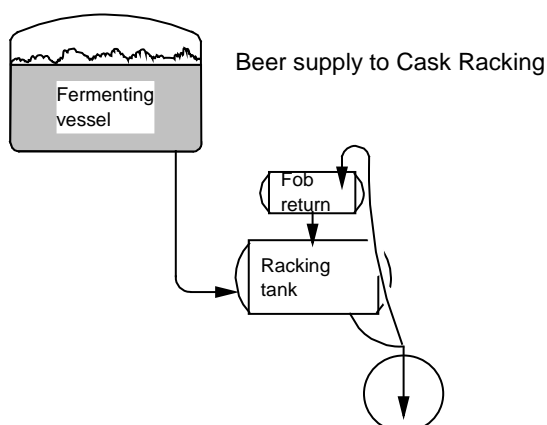 Beer supply to Cask Racking
Fermenting
vessel
Fob
return
Racking
tank